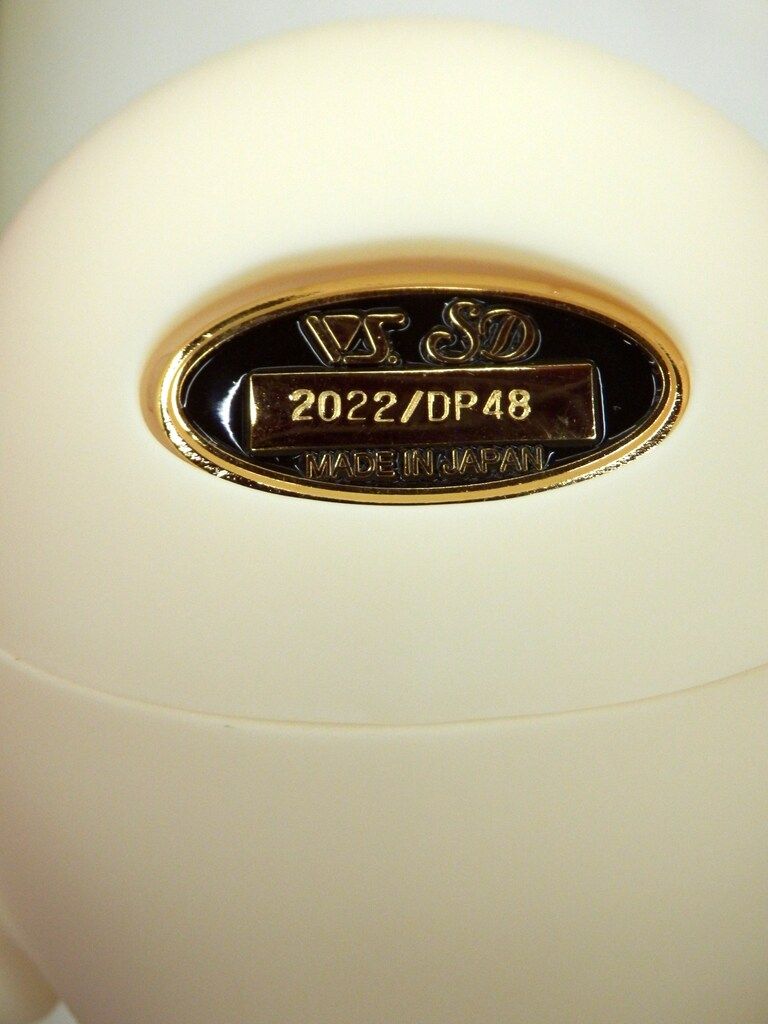 VS. SD
2022/DP48
MADE IN JAPAN